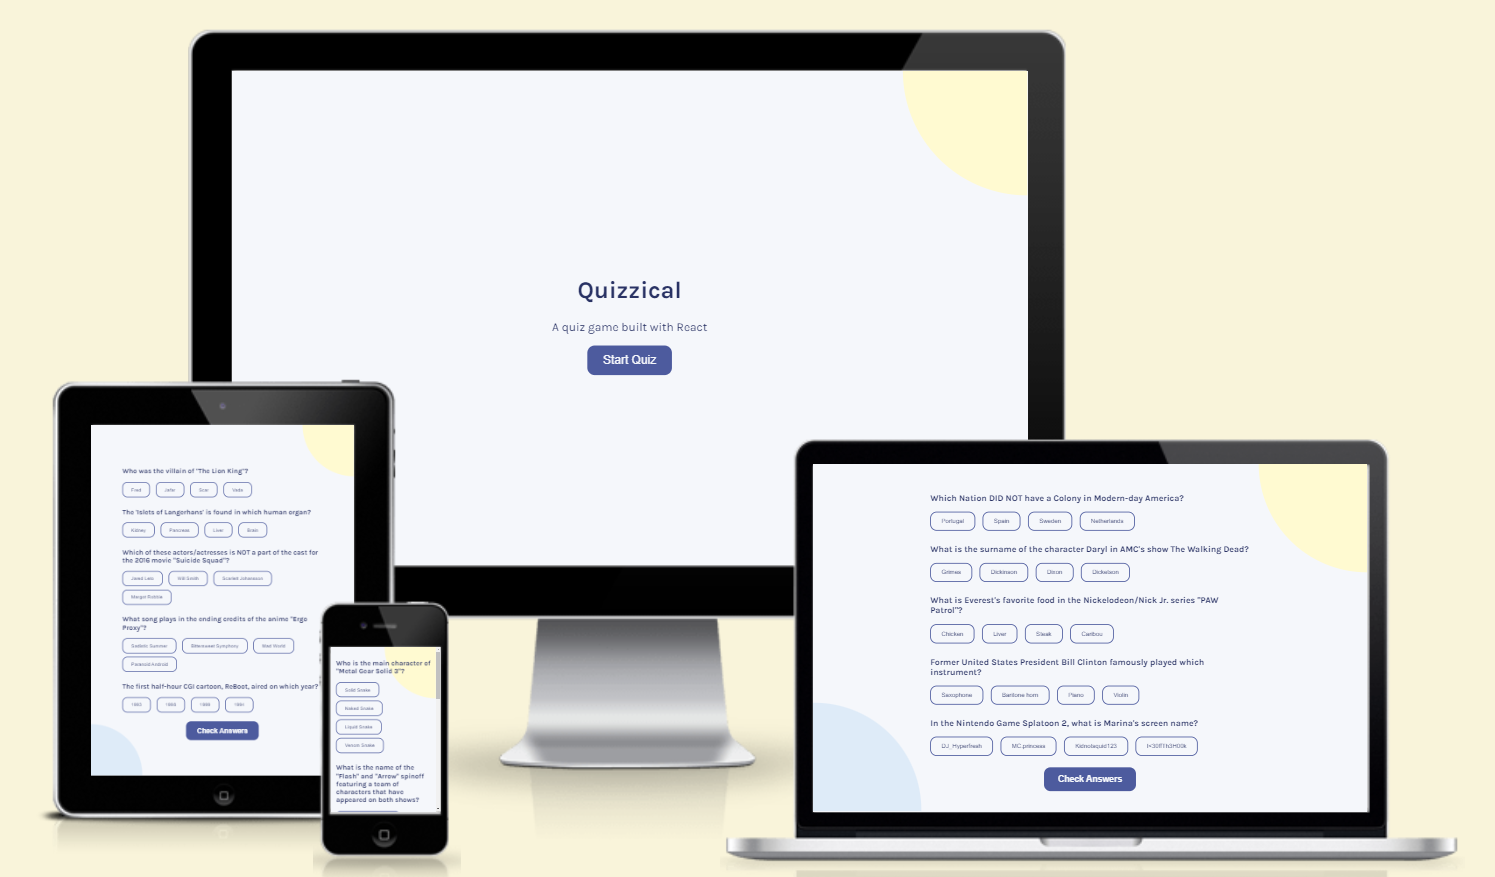 Quizzical
A quiz game built with React
Start Quiz
Who was the villain of "The Lion King"?
Fred Jafar Scar Vada
The 'Islets of Langerhans' is found in which human organ?
Kidney Pancreas Liver Brain
Which of these actors/actresses is NOT a part of the cast for
the 2016 movie "Suicide Squad"?
Jared Leto Will Smith Scarlett Johansson
Margot Robbie
What song plays in the ending credits of the anime "Ergo
Proxy"?
Sadistic Summer Bittersweet Symphony Mad World
Paranoid Android
The first half-hour CGI cartoon, ReBoot, aired on which year?
Check Answers
Who is the main character of
"Metal Gear Solid 3"?
Solid Snake
Naked Snake
Liquid Snake
Venom Snake
What is the name of the
"Flash" and "Arrow" spinoff
featuring a team of
characters that have
appeared on both shows?
Which Nation DID NOT have a Colony in Modern-day America?
Portugal Spain Sweden Netherlands
What is the surname of the character Daryl in AMC's show The Walking Dead?
Grimes Dickinson Dixon Dickelson
What is Everest's favorite food in the Nickelodeon/Nick Jr. series "PAW
Patrol"?
Chicken Liver Steak Caribou
Former United States President Bill Clinton famously played which
instrument?
Saxophone Baritone horn Piano Violin
In the Nintendo Game Splatoon 2, what is Marina's screen name?
DJ_Hyperfresh MC.princess
Check Answers